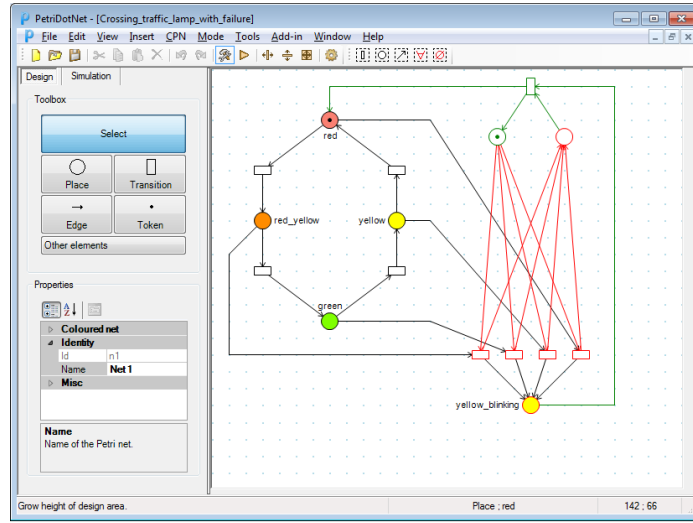 PetriDotNet - [Crossing_traffic_lamp_with_failure]
File Edit View Insert CPN Mode Tools Add-in Window Help
Design Simulation
Toolbox
Select
Place Transition
Edge Token
Other elements
Properties
Coloured net
Identity
Id n1
Name Net 1
Misc
Name
Name of the Petri net.
red
red_yellow
yellow
green
yellow_blinking
Grow height of design area. Place ; red 142 ; 66